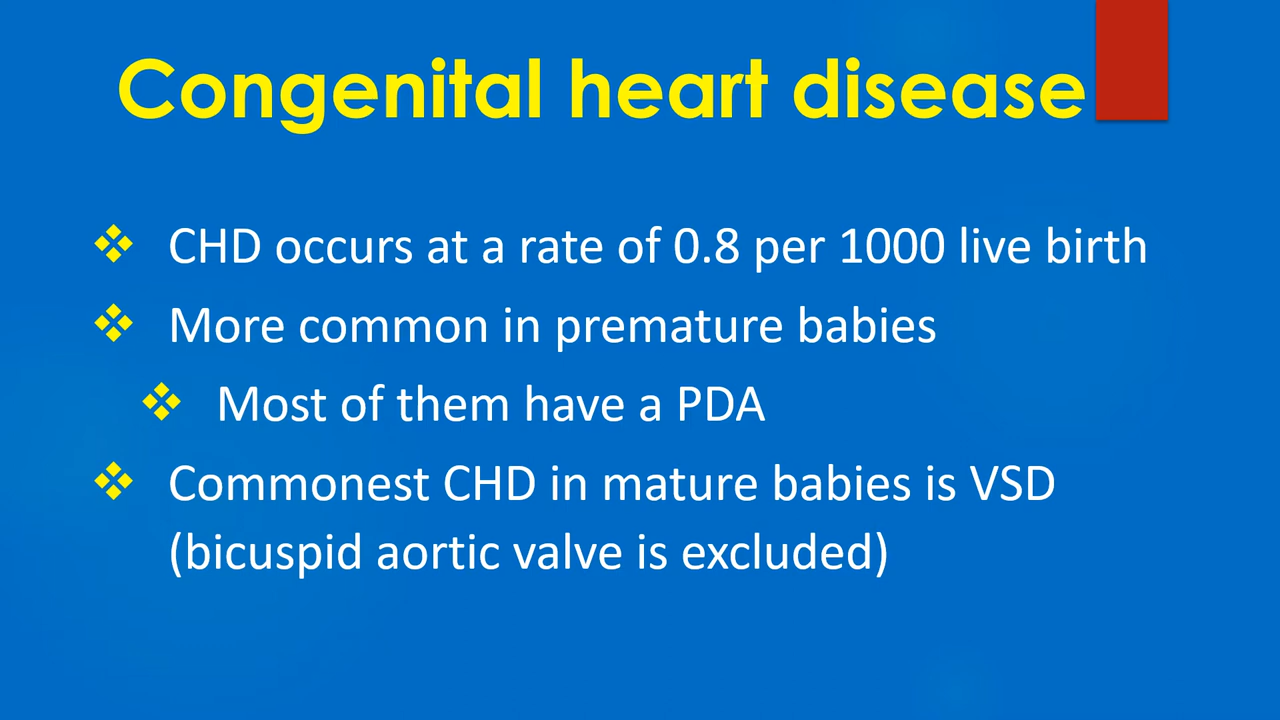 Congenital heart disease
❖ CHD occurs at a rate of 0.8 per 1000 live birth
❖ More common in premature babies
❖ Most of them have a PDA
❖ Commonest CHD in mature babies is VSD
(bicuspid aortic valve is excluded)